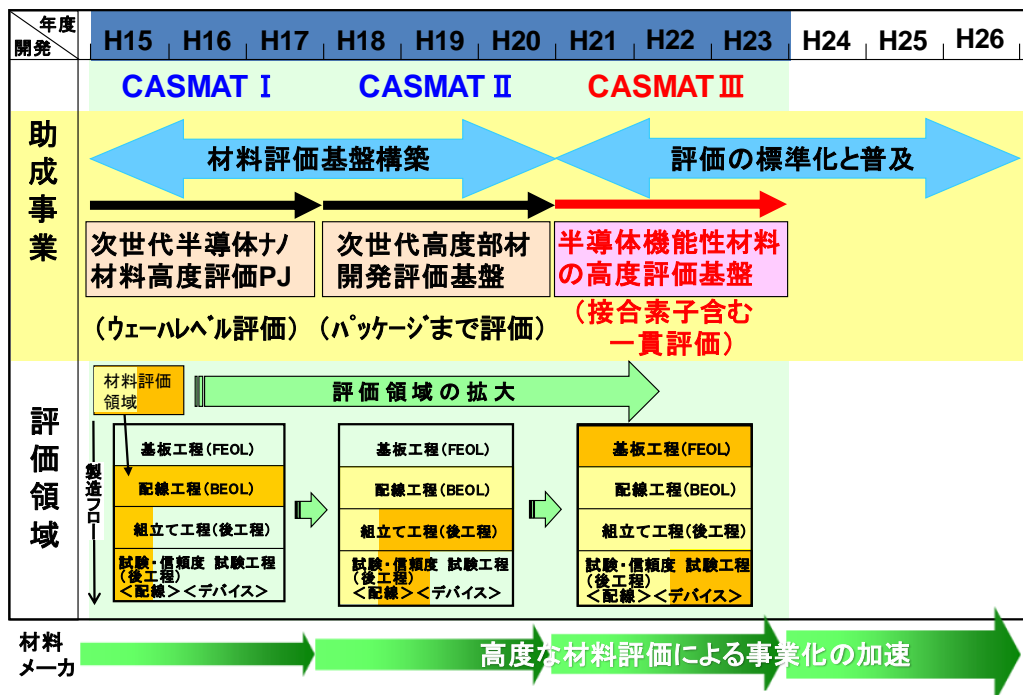 年度
開発
H15 H16 H17 H18 H19 H20 H21 H22 H23 H24 H25 H26
CASMAT Ⅰ CASMAT Ⅱ CASMAT Ⅲ
助成事業
材料評価基盤構築 評価の標準化と普及
次世代半導体ナノ
材料高度評価PJ
次世代高度部材
開発評価基盤
半導体機能性材料
の高度評価基盤
（ウェーハレベル評価）
（パッケージまで評価）
（接合素子含む
一貫評価）
評価領域
材料評価
領域
評価領域の拡大
製造フロー
基板工程(FEOL)
配線工程(BEOL)
組立て工程(後工程)
試験・信頼度 試験工程
(後工程)
＜配線＞＜デバイス＞
基板工程(FEOL)
配線工程(BEOL)
組立て工程(後工程)
試験・信頼度 試験工程
(後工程)
＜配線＞＜デバイス＞
基板工程(FEOL)
配線工程(BEOL)
組立て工程(後工程)
試験・信頼度 試験工程
(後工程)
＜配線＞＜デバイス＞
材料
メーカ
高度な材料評価による事業化の加速